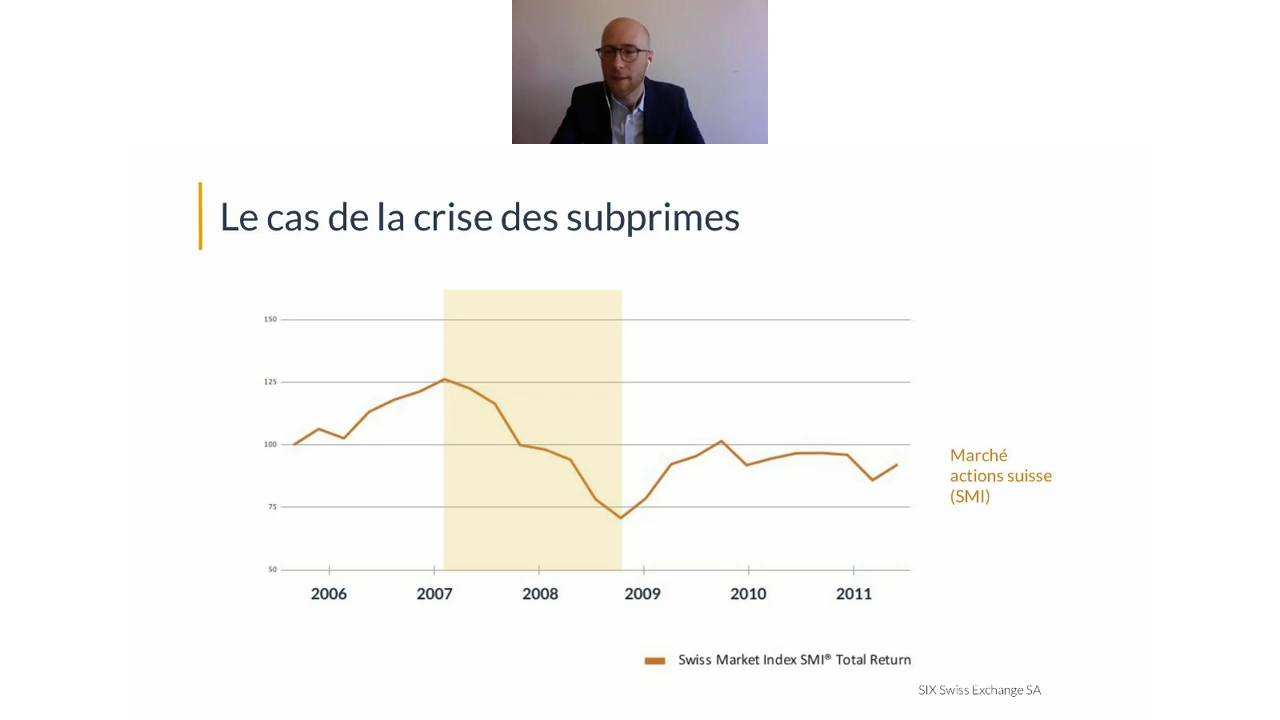 Le cas de la crise des subprimes
150
125
100
75
50
2006 2007 2008 2009 2010 2011
Marché
actions suisse
(SMI)
Swiss Market Index SMI® Total Return
SIX Swiss Exchange SA